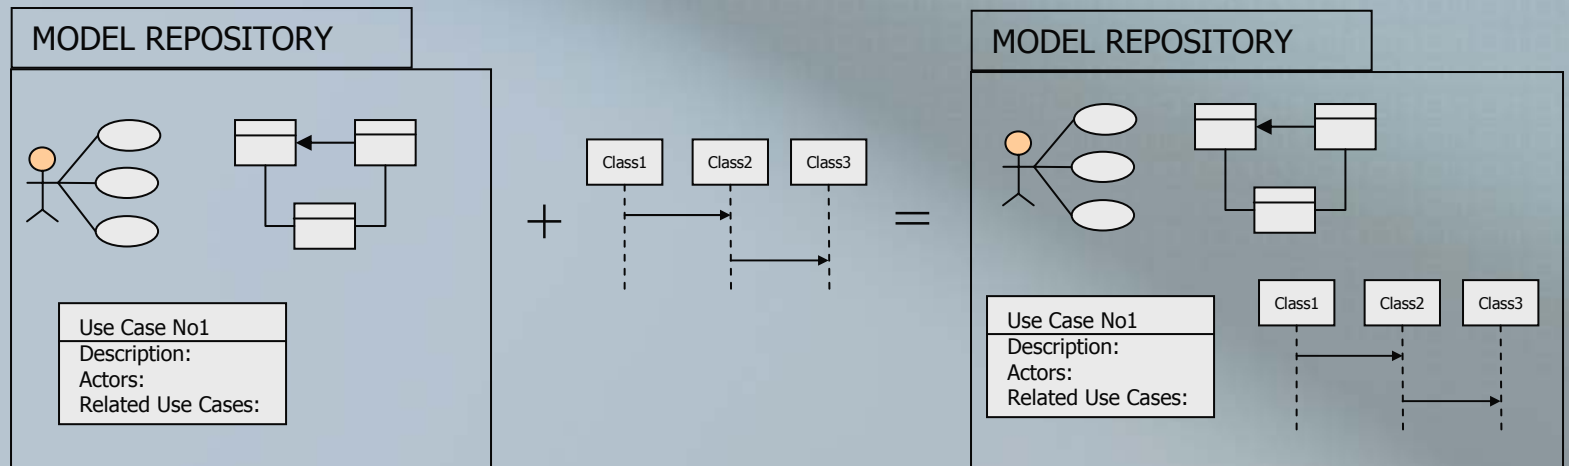 MODEL REPOSITORY
Use Case No1
Description:
Actors:
Related Use Cases:
+
Class1 Class2 Class3
=
MODEL REPOSITORY
Class1 Class2 Class3
Use Case No1
Description:
Actors:
Related Use Cases: